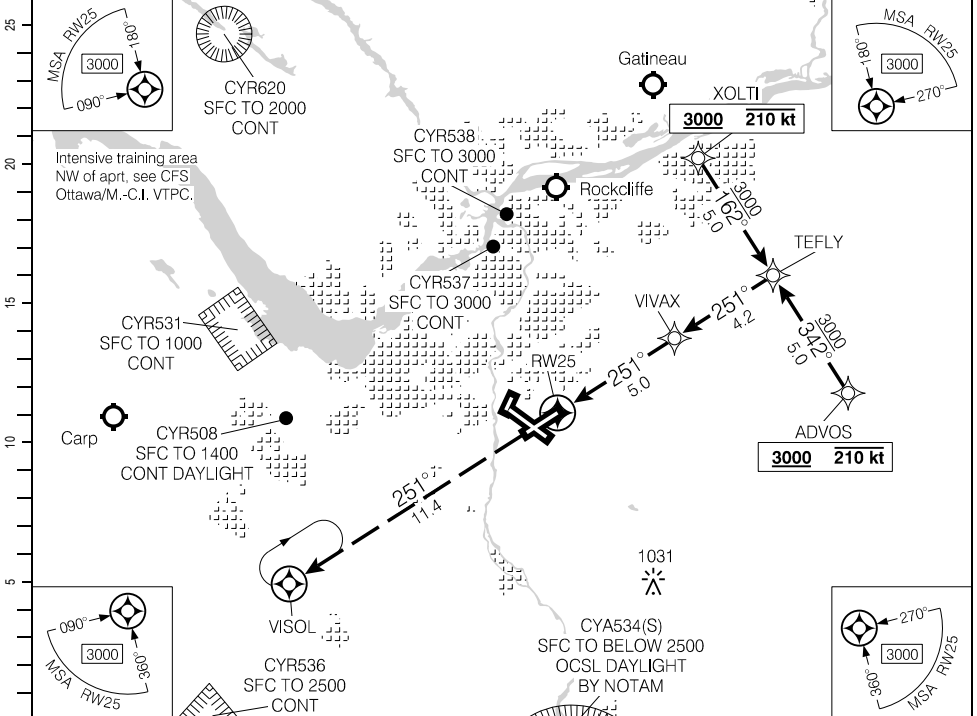 25
20
15
10
5
MSA RW25
180°
3000
090°
CYR620
SFC TO 2000
CONT
Gatineau
MSA RW25
180°
3000
270°
XOLTI
3000 210 kt
Intensive training area
NW of aprt, see CFS
Ottawa/M.-C.I. VTPC.
CYR538
SFC TO 3000
CONT
Rockcliffe
3000
162°
5.0
TEFLY
CYR537
SFC TO 3000
CONT
VIVAX
251°
4.2
3000
342°
5.0
CYR531
SFC TO 1000
CONT
RW25
251°
5.0
Carp
CYR508
SFC TO 1400
CONT DAYLIGHT
ADVOS
3000 210 kt
251°
11.4
1031
VISOL
090°
3000
360°
MSA RW25
CYR536
SFC TO 2500
CONT
CYA534(S)
SFC TO BELOW 2500
OCSL DAYLIGHT
BY NOTAM
270°
3000
360°
MSA RW25